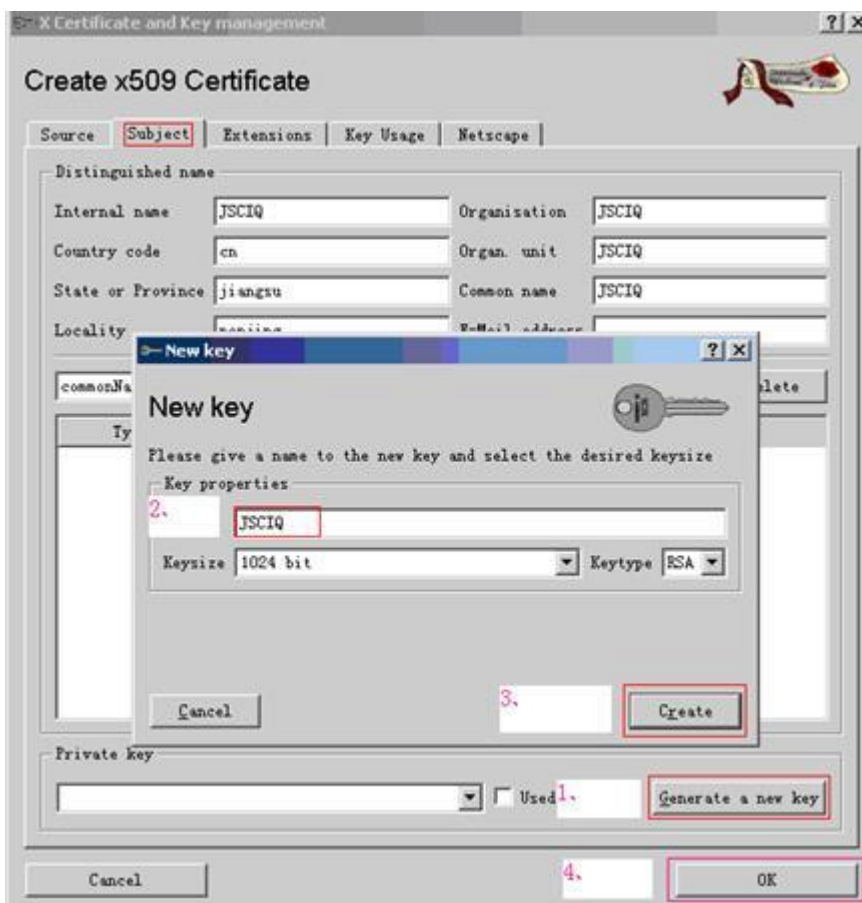 X Certificate and Key management
Create x509 Certificate
Source Subject Extensions Key Usage Netscape
Distinguished name
Internal name JSCIQ Organisation JSCIQ
Country code cn Organ. unit JSCIQ
State or Province jiangsu Common name JSCIQ
Locality
New key
New key
Please give a name to the new key and select the desired keysize
Key properties
2、
JSCIQ
Keysize 1024 bit Keytype RSA
Cancel 3、 Create
Private key
Used 1、 Generate a new key
Cancel 4、 OK